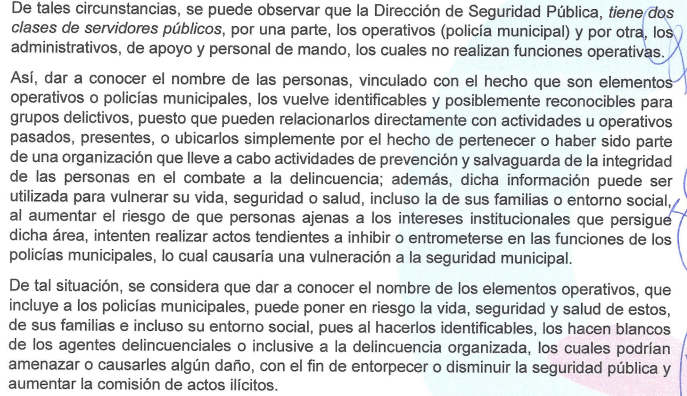 De tales circunstancias, se puede observar que la Dirección de Seguridad Pública, tiene dos
clases de servidores públicos, por una parte, los operativos (policía municipal) y por otra, los
administrativos, de apoyo y personal de mando, los cuales no realizan funciones operativas.
Así, dar a conocer el nombre de las personas, vinculado con el hecho que son elementos
operativos o policías municipales, los vuelve identificables y posiblemente reconocibles para
grupos delictivos, puesto que pueden relacionarlos directamente con actividades u operativos
pasados, presentes, o ubicarlos simplemente por el hecho de pertenecer o haber sido parte
de una organización que lleve a cabo actividades de prevención y salvaguarda de la integridad
de las personas en el combate a la delincuencia; además, dicha información puede ser
utilizada para vulnerar su vida, seguridad o salud, incluso la de sus familias o entorno social,
al aumentar el riesgo de que personas ajenas a los intereses institucionales que persigue
dicha área, intenten realizar actos tendientes a inhibir o entrometerse en las funciones de los
policías municipales, lo cual causaría una vulneración a la seguridad municipal.
De tal situación, se considera que dar a conocer el nombre de los elementos operativos, que
incluye a los policías municipales, puede poner en riesgo la vida, seguridad y salud de estos,
de sus familias e incluso su entorno social, pues al hacerlos identificables, los hacen blancos
de los agentes delincuenciales o inclusive a la delincuencia organizada, los cuales podrían
amenazar o causarles algún daño, con el fin de entorpecer o disminuir la seguridad pública y
aumentar la comisión de actos ilícitos.